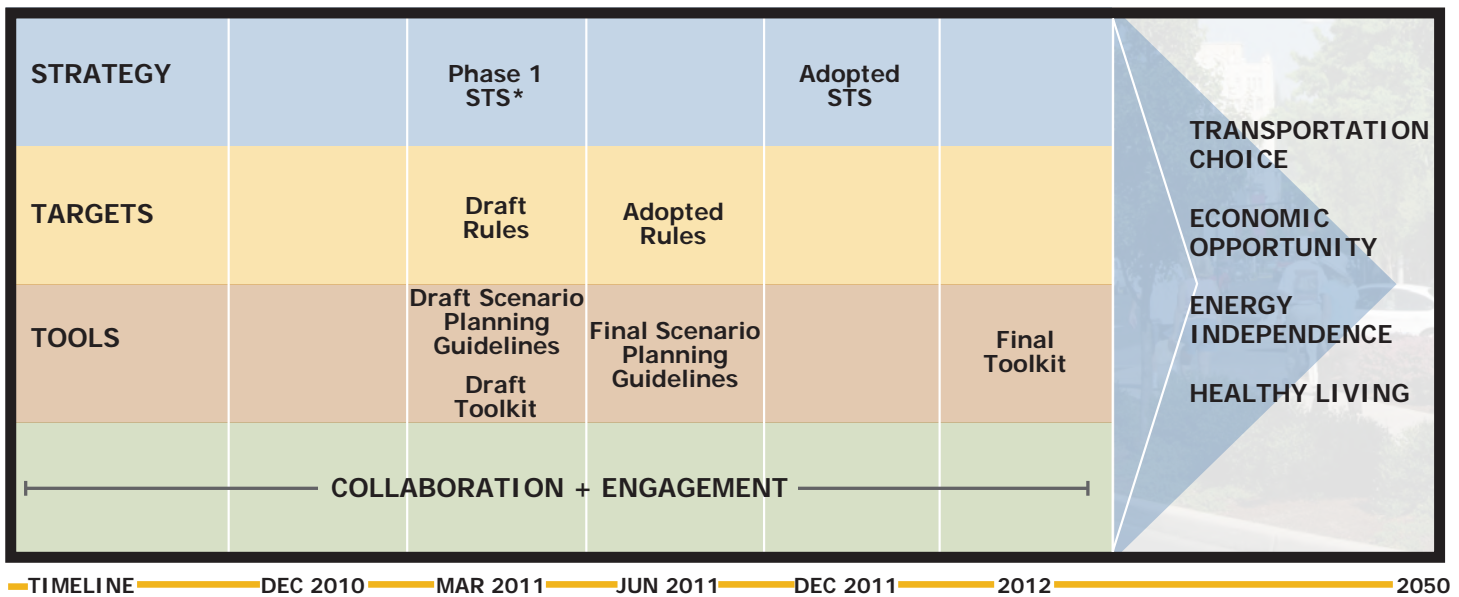 STRATEGY
Phase 1
STS*
Adopted
STS
TARGETS
Draft
Rules
Adopted
Rules
TOOLS
Draft Scenario
Planning
Guidelines
Draft
Toolkit
Final Scenario
Planning
Guidelines
Final
Toolkit
COLLABORATION + ENGAGEMENT
TRANSPORTATION
CHOICE
ECONOMIC
OPPORTUNITY
ENERGY
INDEPENDENCE
HEALTHY LIVING
TIMELINE DEC 2010 MAR 2011 JUN 2011 DEC 2011 2012 2050